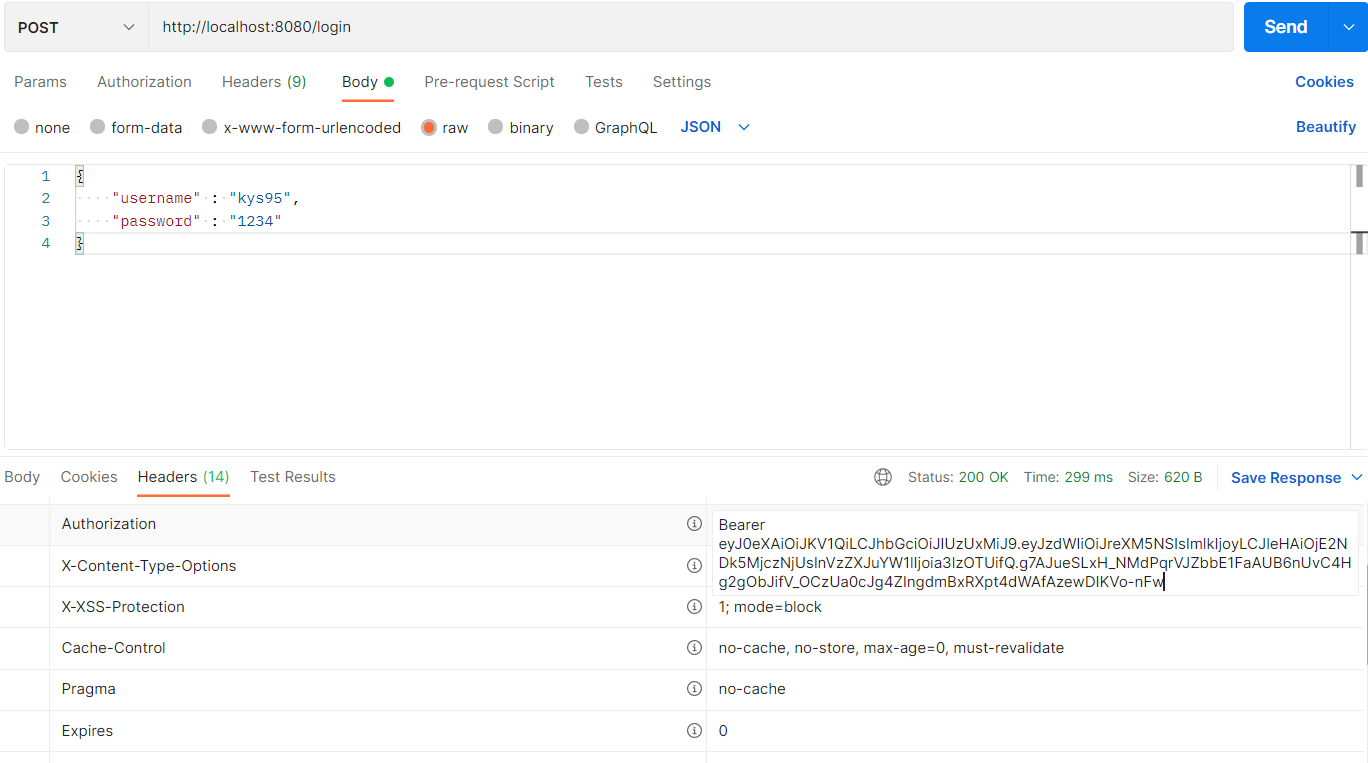 POST http://localhost:8080/login Send
Params Authorization Headers (9) Body Pre-request Script Tests Settings Cookies
none form-data x-www-form-urlencoded raw binary GraphQL JSON Beautify
1 {
2 "username" : "kys95",
3 "password" : "1234"
4 }
Body Cookies Headers (14) Test Results Status: 200 OK Time: 299 ms Size: 620 B Save Response
Authorization Bearer
eyJ0eXAiOiJKV1QiLCJhbGciOiJIUzUxMiJ9.eyJzdWIiOiJreXM5NSIsImlkIjoyLCJleHAiOjE2N
Dk5MjczNjUsInVzZXJuYW1lIjoia3lzOTUifQ.g7AJueSLxH_NMdPqrVJZbbE1FaAUB6nUvC4H
g2gObJifV_OCzUa0cJg4ZIngdmBxRXpt4dWAfAzewDlKVo-nFw
X-Content-Type-Options
X-XSS-Protection 1; mode=block
Cache-Control no-cache, no-store, max-age=0, must-revalidate
Pragma no-cache
Expires 0